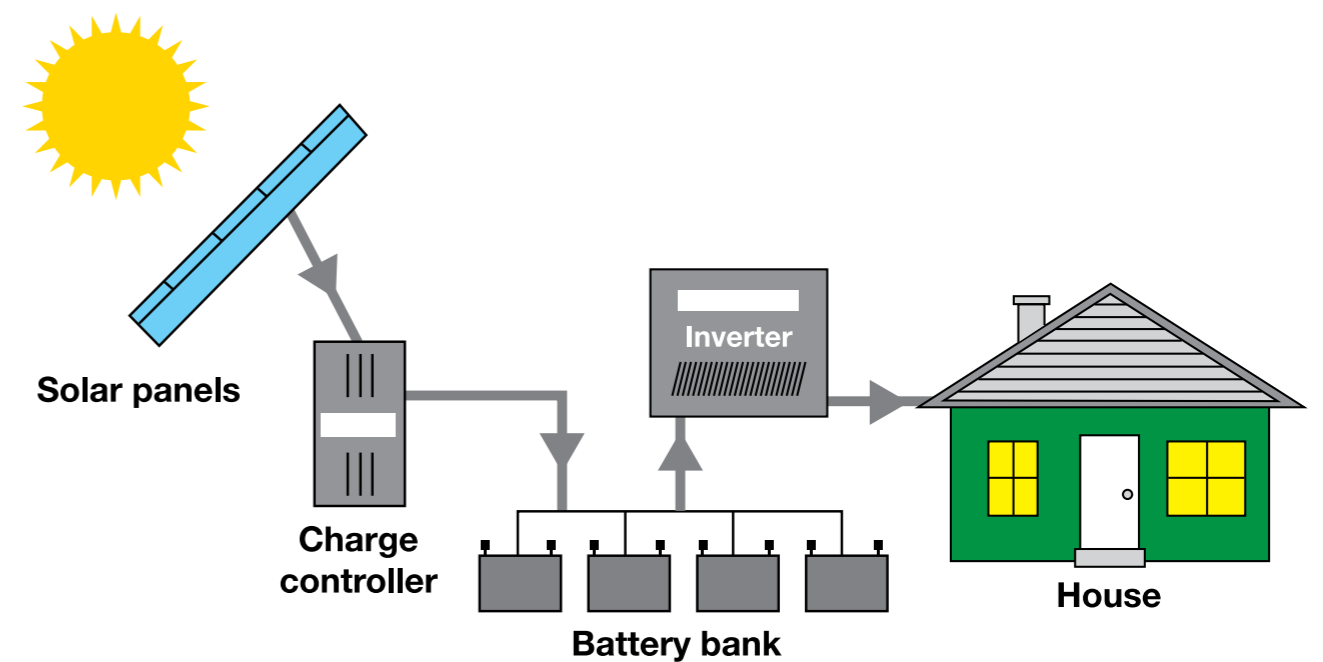 Solar panels
Charge
controller
Battery bank
Inverter
House